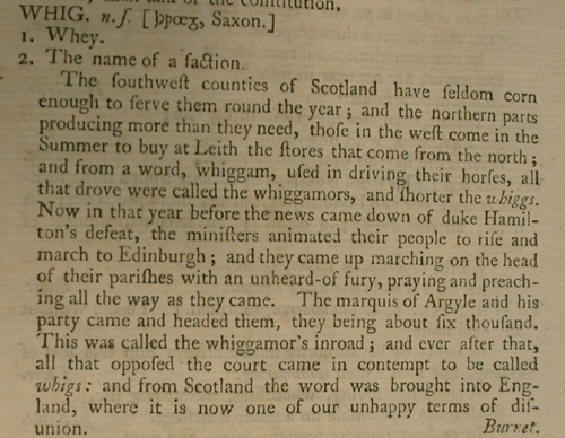 WHIG. n. ſ. [hpœʒ, Saxon.]
1. Whey.
2. The name of a faction.
The ſouthweſt counties of Scotland have ſeldom corn
enough to ſerve them round the year; and the northern parts
producing more than they need, thoſe in the weſt come in the
Summer to buy at Leith the ſtores that come from the north;
and from a word, whiggam, uſed in driving their horſes, all
that drove were called the whiggamors, and ſhorter the whiggs.
Now in that year before the news came down of duke Hamil-
ton's defeat, the miniſters animated their people to riſe and
march to Edinburgh; and they came up marching on the head
of their pariſhes with an unheard-of fury, praying and preach-
ing all the way as they came. The marquis of Argyle and his
party came and headed them, they being about ſix thouſand.
This was called the whiggamor's inroad; and ever after that,
all that oppoſed the court came in contempt to be called
whigs: and from Scotland the word was brought into Eng-
land, where it is now one of our unhappy terms of diſ-
union. Burnet.